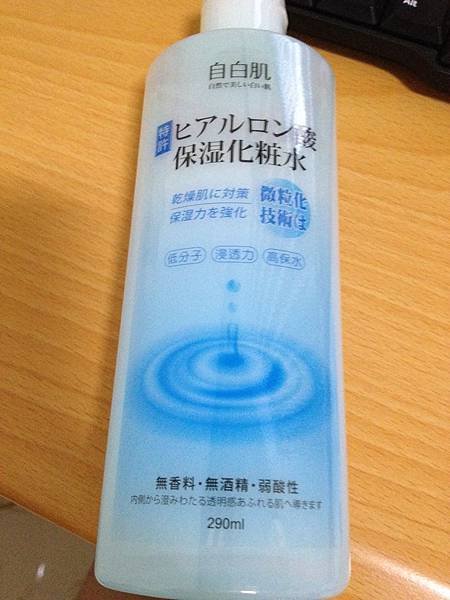 自白肌
自然で美しい白い肌
特許
ヒアルロン酸
保湿化粧水
乾燥肌に対策
保湿力を強化
微粒化
技術は
低分子 浸透力 高保水
無香料・無酒精・弱酸性
内側から澄みわたる透明感あふれる肌へ導きます
290ml
Alt